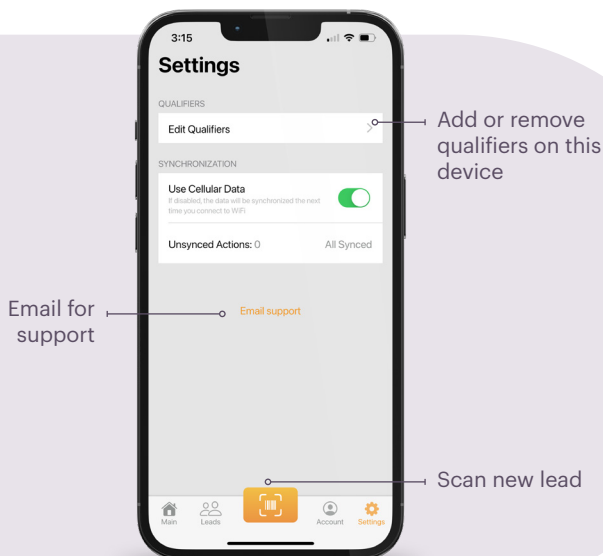 3:15
Settings
QUALIFIERS
Edit Qualifiers
Add or remove
qualifiers on this
device
SYNCHRONIZATION
Use Cellular Data
If disabled, the data will be synchronized the next
time you connect to WiFi
Unsynced Actions: 0 All Synced
Email for
support
Email support
Scan new lead
Main Leads Account Settings